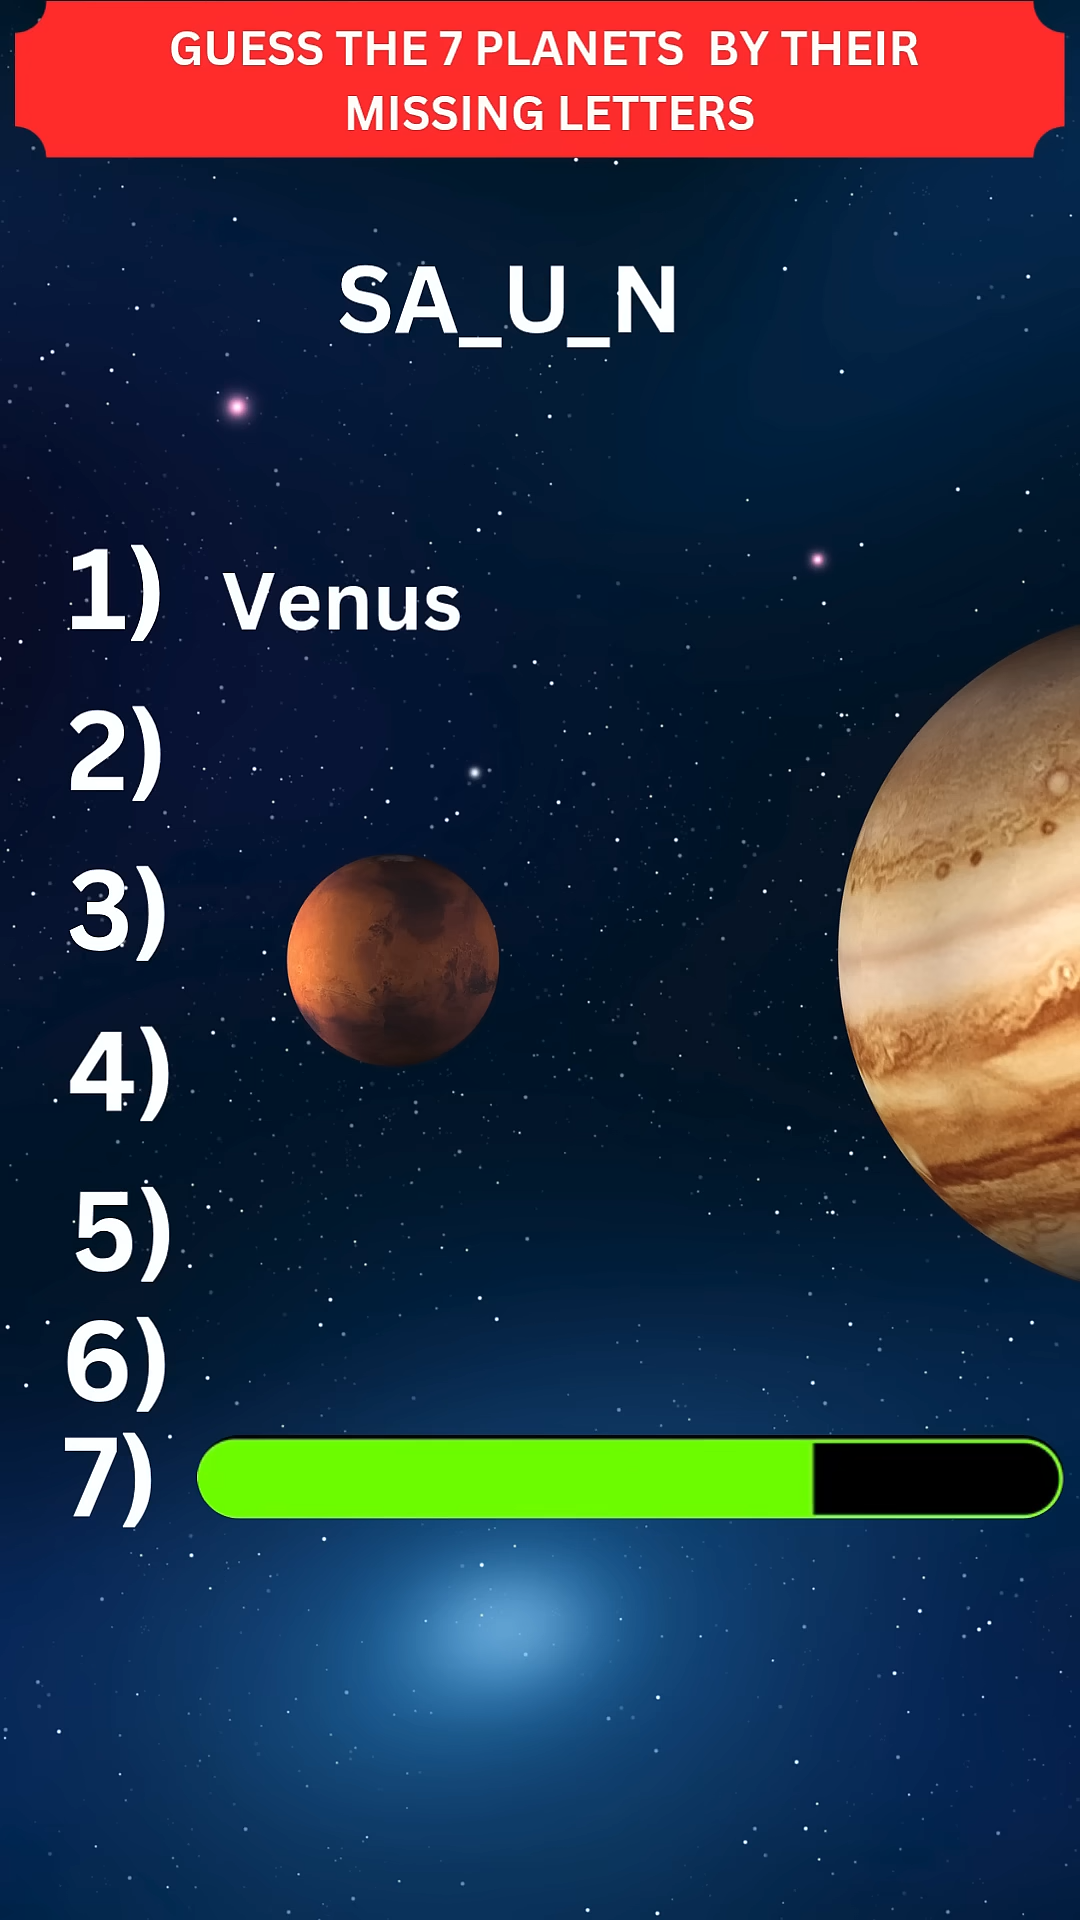 GUESS THE 7 PLANETS BY THEIR
MISSING LETTERS
SA_U_N
1) Venus
2)
3)
4)
5)
6)
7)